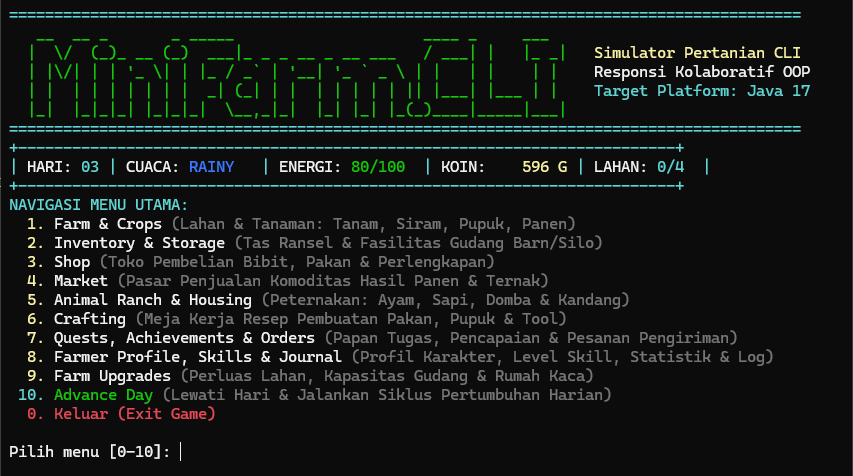 MiniFarmCLI
Simulator Pertanian CLI
Responsi Kolaboratif OOP
Target Platform: Java 17
| HARI: 03 | CUACA: RAINY | ENERGI: 80/100 | KOIN: 596 G | LAHAN: 0/4 |
NAVIGASI MENU UTAMA:
1. Farm & Crops (Lahan & Tanaman: Tanam, Siram, Pupuk, Panen)
2. Inventory & Storage (Tas Ransel & Fasilitas Gudang Barn/Silo)
3. Shop (Toko Pembelian Bibit, Pakan & Perlengkapan)
4. Market (Pasar Penjualan Komoditas Hasil Panen & Ternak)
5. Animal Ranch & Housing (Peternakan: Ayam, Sapi, Domba & Kandang)
6. Crafting (Meja Kerja Resep Pembuatan Pakan, Pupuk & Tool)
7. Quests, Achievements & Orders (Papan Tugas, Pencapaian & Pesanan Pengiriman)
8. Farmer Profile, Skills & Journal (Profil Karakter, Level Skill, Statistik & Log)
9. Farm Upgrades (Perluas Lahan, Kapasitas Gudang & Rumah Kaca)
10. Advance Day (Lewati Hari & Jalankan Siklus Pertumbuhan Harian)
0. Keluar (Exit Game)
Pilih menu [0-10]: